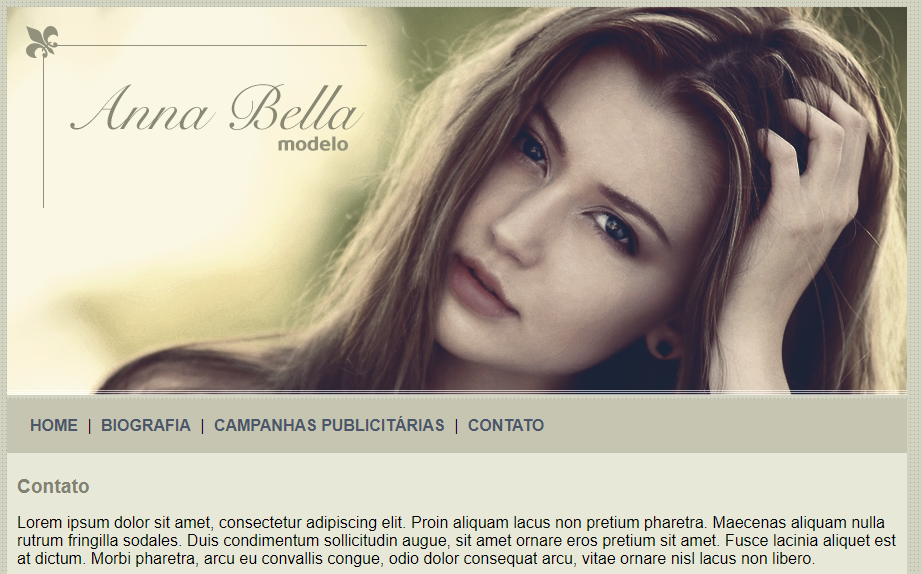 Anna Bella
modelo
HOME | BIOGRAFIA | CAMPANHAS PUBLICITÁRIAS | CONTATO
Contato
Lorem ipsum dolor sit amet, consectetur adipiscing elit. Proin aliquam lacus non pretium pharetra. Maecenas aliquam nulla
rutrum fringilla sodales. Duis condimentum sollicitudin augue, sit amet ornare eros pretium sit amet. Fusce lacinia aliquet est
at dictum. Morbi pharetra, arcu eu convallis congue, odio dolor consequat arcu, vitae ornare nisl lacus non libero.